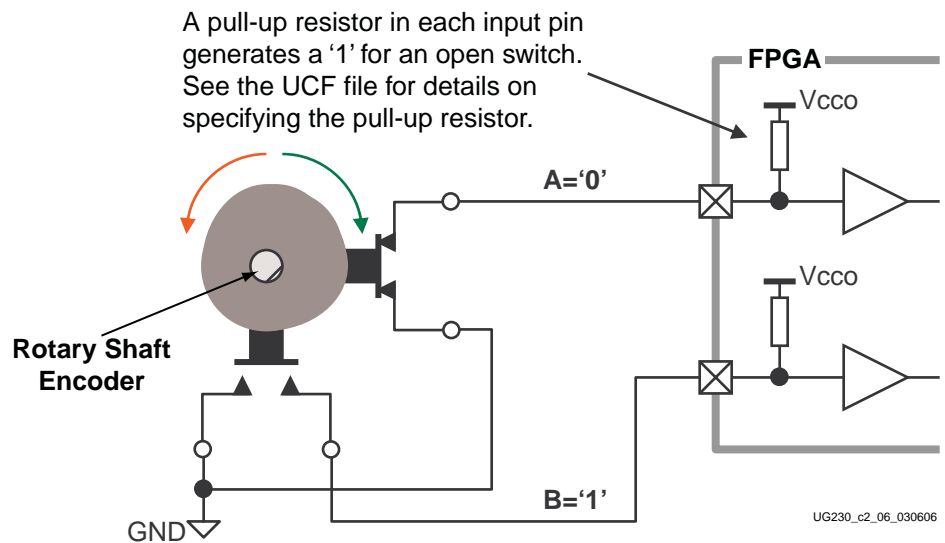 A pull-up resistor in each input pin
generates a ‘1’ for an open switch.
See the UCF file for details on
specifying the pull-up resistor.
FPGA
Vcco
A=‘0’
Vcco
Rotary Shaft
Encoder
B=‘1’
GND
UG230_c2_06_030606